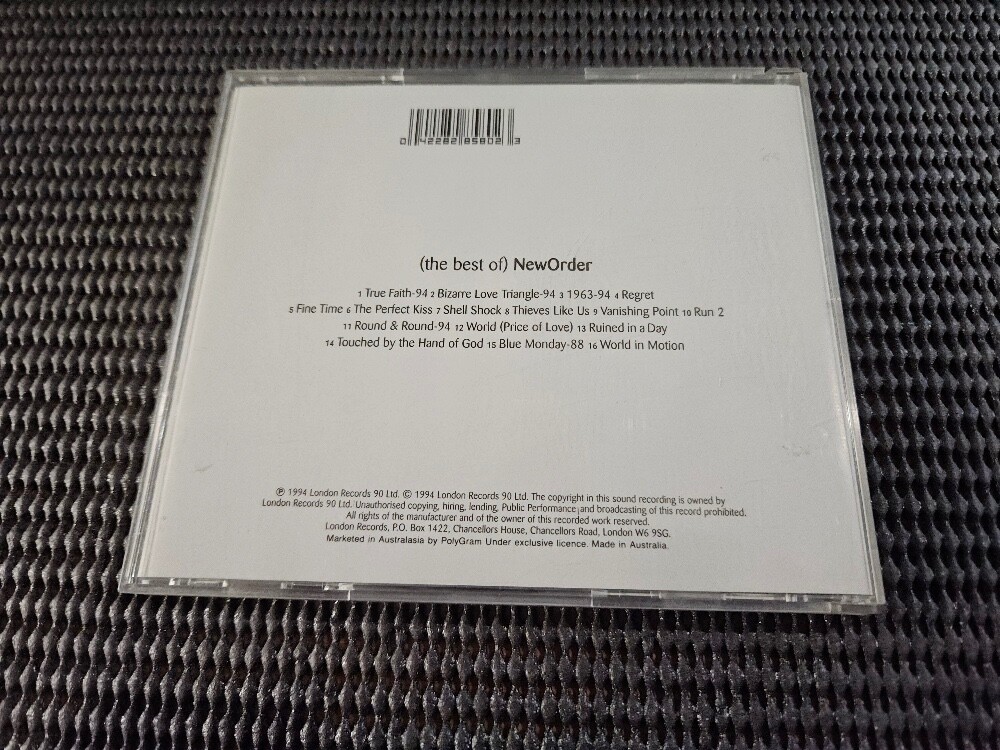 0 42282 85802 3
(the best of) NewOrder
1 True Faith-94 2 Bizarre Love Triangle-94 3 1963-94 4 Regret
5 Fine Time 6 The Perfect Kiss 7 Shell Shock 8 Thieves Like Us 9 Vanishing Point 10 Run 2
11 Round & Round-94 12 World (Price of Love) 13 Ruined in a Day
14 Touched by the Hand of God 15 Blue Monday-88 16 World in Motion
℗ 1994 London Records 90 Ltd. © 1994 London Records 90 Ltd. The copyright in this sound recording is owned by
London Records 90 Ltd. Unauthorised copying, hiring, lending, Public Performance and broadcasting of this record prohibited.
All rights of the manufacturer and of the owner of this recorded work reserved.
London Records, P.O. Box 1422, Chancellors House, Chancellors Road, London W6 9SG.
Marketed in Australasia by PolyGram Under exclusive licence. Made in Australia.